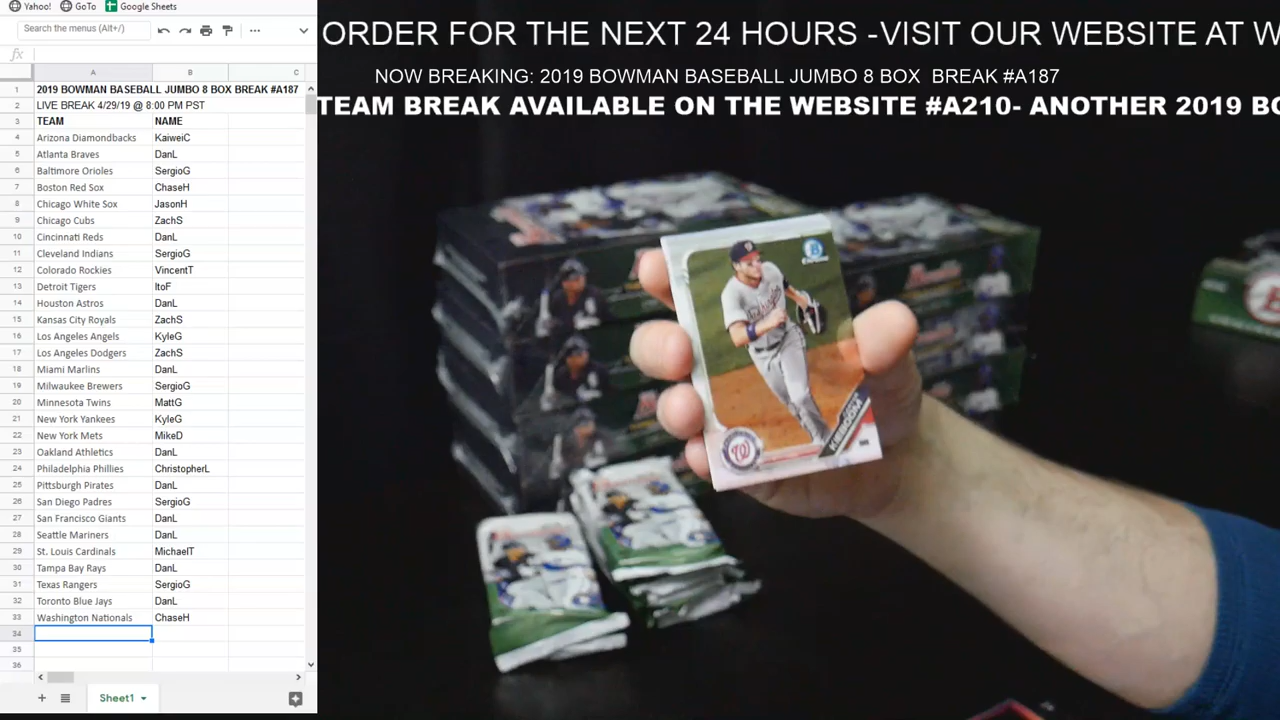 Yahoo!
GoTo
Google Sheets
Search the menus (Alt+/)
fx
A
B
C
1 2019 BOWMAN BASEBALL JUMBO 8 BOX BREAK #A187
2 LIVE BREAK 4/29/19 @ 8:00 PM PST
3 TEAM NAME
4 Arizona Diamondbacks KaiweiC
5 Atlanta Braves DanL
6 Baltimore Orioles SergioG
7 Boston Red Sox ChaseH
8 Chicago White Sox JasonH
9 Chicago Cubs ZachS
10 Cincinnati Reds DanL
11 Cleveland Indians SergioG
12 Colorado Rockies VincentT
13 Detroit Tigers ItoF
14 Houston Astros DanL
15 Kansas City Royals ZachS
16 Los Angeles Angels KyleG
17 Los Angeles Dodgers ZachS
18 Miami Marlins DanL
19 Milwaukee Brewers SergioG
20 Minnesota Twins MattG
21 New York Yankees KyleG
22 New York Mets MikeD
23 Oakland Athletics DanL
24 Philadelphia Phillies ChristopherL
25 Pittsburgh Pirates DanL
26 San Diego Padres SergioG
27 San Francisco Giants DanL
28 Seattle Mariners DanL
29 St. Louis Cardinals MichaelT
30 Tampa Bay Rays DanL
31 Texas Rangers SergioG
32 Toronto Blue Jays DanL
33 Washington Nationals ChaseH
34
35
36
Sheet1
ORDER FOR THE NEXT 24 HOURS -VISIT OUR WEBSITE AT W
NOW BREAKING: 2019 BOWMAN BASEBALL JUMBO 8 BOX BREAK #A187
TEAM BREAK AVAILABLE ON THE WEBSITE #A210- ANOTHER 2019 BO
KIEBOOM